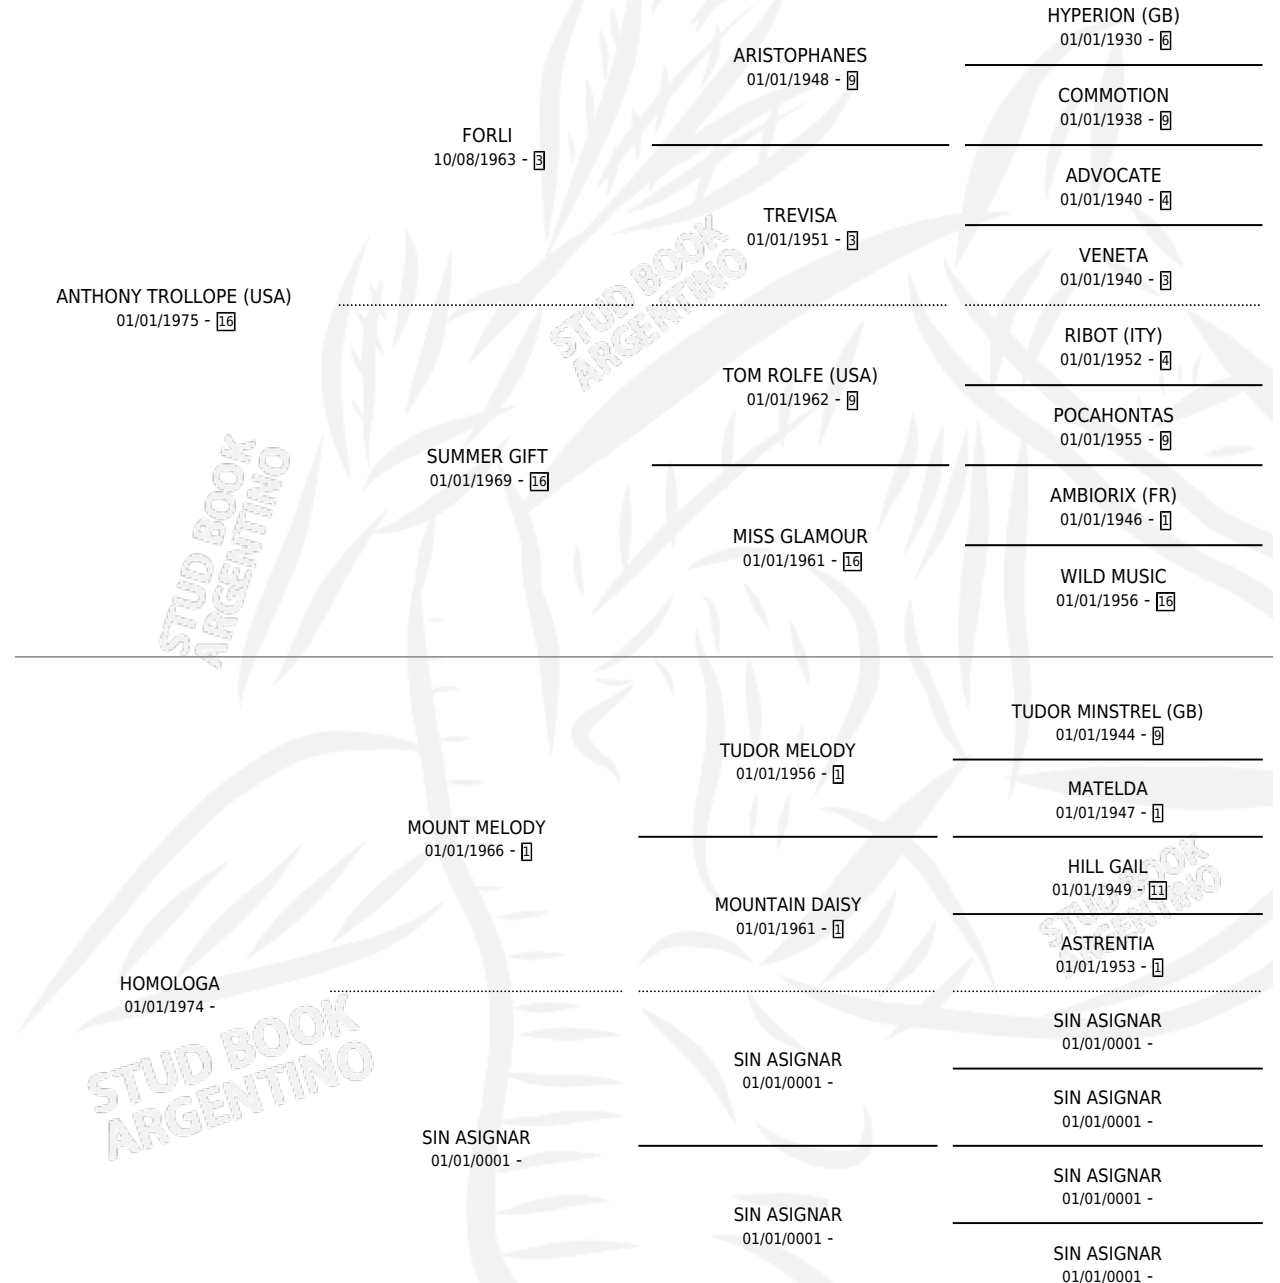 HYPERION (GB)
01/01/1930 - 6
ARISTOPHANES
01/01/1948 - 9
COMMOTION
01/01/1938 - 9
FORLI
10/08/1963 - 3
ADVOCATE
01/01/1940 - 4
TREVISA
01/01/1951 - 3
VENETA
01/01/1940 - 3
ANTHONY TROLLOPE (USA)
01/01/1975 - 16
RIBOT (ITY)
01/01/1952 - 4
TOM ROLFE (USA)
01/01/1962 - 9
POCAHONTAS
01/01/1955 - 9
SUMMER GIFT
01/01/1969 - 16
AMBIORIX (FR)
01/01/1946 - 1
MISS GLAMOUR
01/01/1961 - 16
WILD MUSIC
01/01/1956 - 16
STUD BOOK
ARGENTINO
STUD BOOK
ARGENTINO
TUDOR MINSTREL (GB)
01/01/1944 - 9
TUDOR MELODY
01/01/1956 - 1
MATELDA
01/01/1947 - 1
MOUNT MELODY
01/01/1966 - 1
HILL GAIL
01/01/1949 - 11
MOUNTAIN DAISY
01/01/1961 - 1
ASTRENTIA
01/01/1953 - 1
STUD BOOK
ARGENTINO
HOMOLOGA
01/01/1974 -
SIN ASIGNAR
01/01/0001 -
SIN ASIGNAR
01/01/0001 -
SIN ASIGNAR
01/01/0001 -
SIN ASIGNAR
01/01/0001 -
SIN ASIGNAR
01/01/0001 -
SIN ASIGNAR
01/01/0001 -
SIN ASIGNAR
01/01/0001 -
STUD BOOK
ARGENTINO